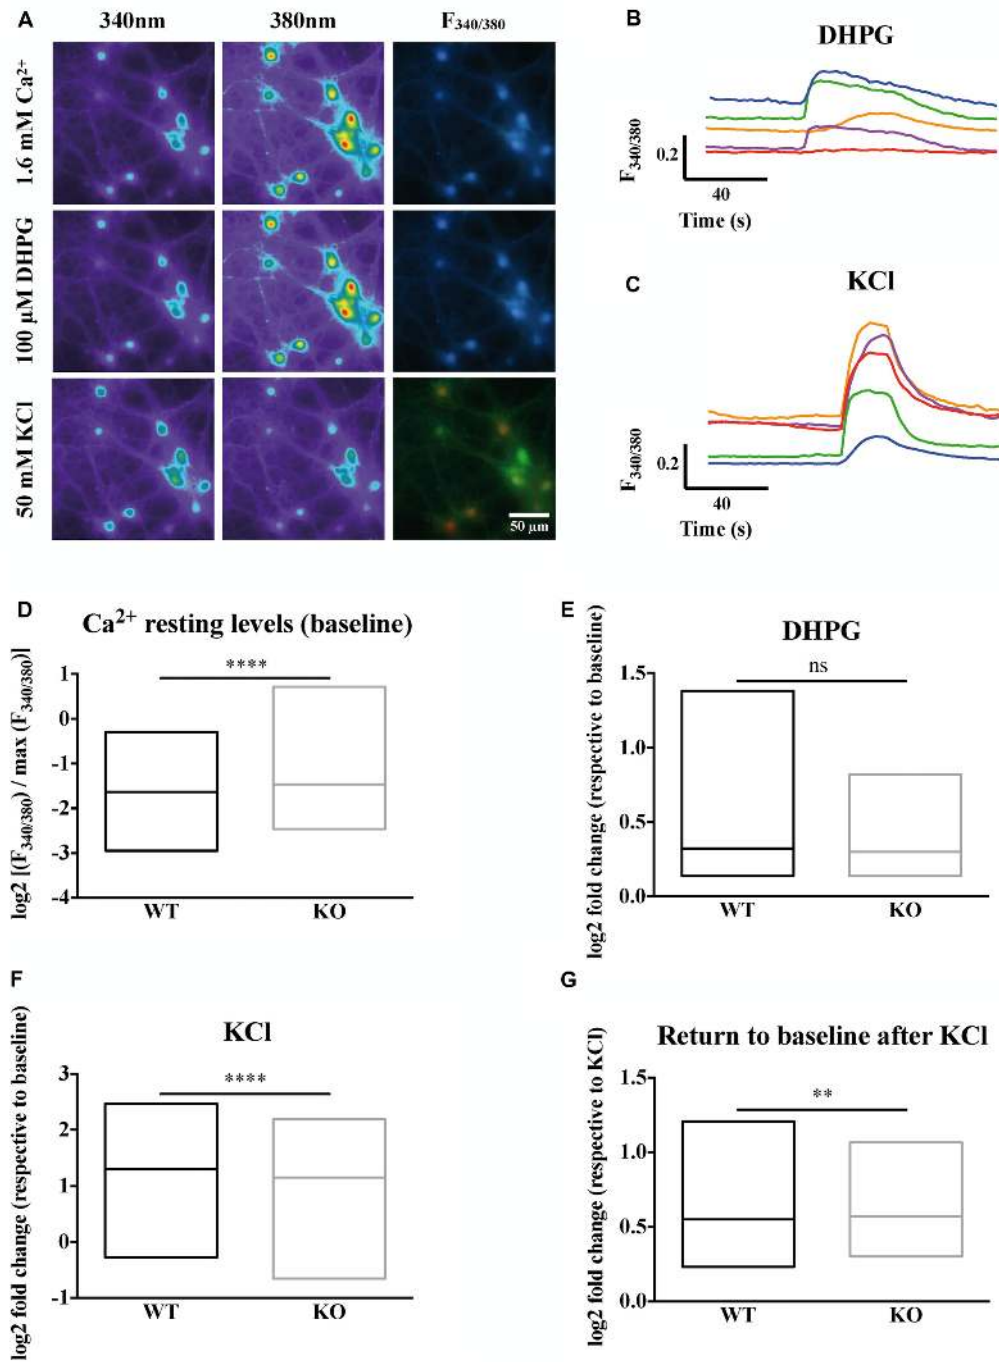 A
340nm
380nm
F340/380
1.6 mM Ca2+
100 µM DHPG
50 mM KCl
50 µm
B
DHPG
F340/380
0.2
40
Time (s)
C
KCl
F340/380
0.2
40
Time (s)
D
Ca2+ resting levels (baseline)
log2 [(F340/380) / max (F340/380)]
****
1
0
-1
-2
-3
-4
WT
KO
E
DHPG
log2 fold change (respective to baseline)
ns
1.5
1.0
0.5
0.0
WT
KO
F
KCl
log2 fold change (respective to baseline)
****
3
2
1
0
-1
WT
KO
G
Return to baseline after KCl
log2 fold change (respective to KCl)
**
1.5
1.0
0.5
0.0
WT
KO